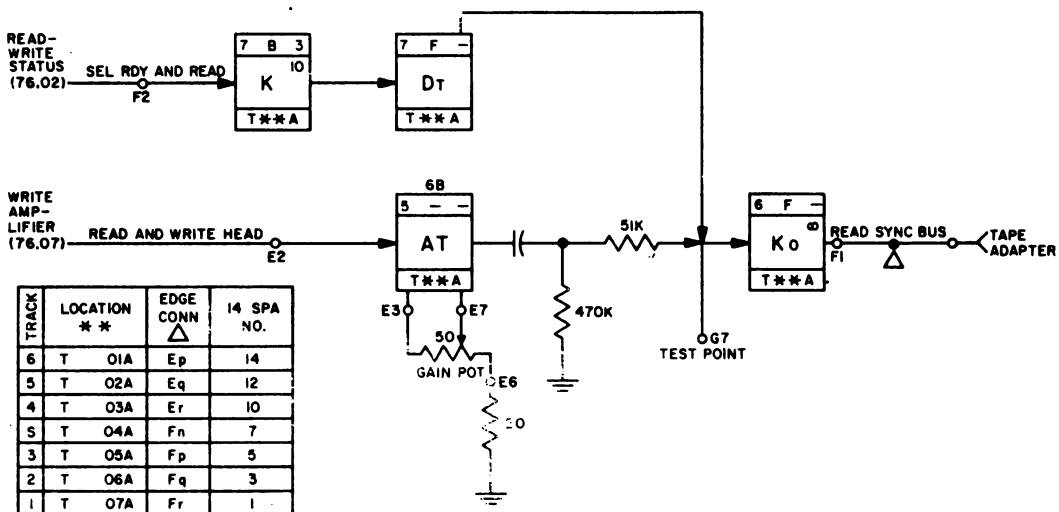 READ-
WRITE
STATUS
(76.02)
SEL RDY AND READ
F2
7 B 3
10
K
T**A
7 F –
DT
T**A
WRITE
AMP-
LIFIER
(76.07)
READ AND WRITE HEAD
E2
6B
5 – –
AT
T**A
E3
E7
50
GAIN POT
E6
51K
470K
G7
TEST POINT
6 F –
8
KO
T**A
F1
READ SYNC BUS
TAPE
ADAPTER
TRACK LOCATION ** EDGE CONN △ 14 SPA NO.
6 T 01A Ep 14
5 T 02A Eq 12
4 T 03A Er 10
S T 04A Fn 7
3 T 05A Fp 5
2 T 06A Fq 3
1 T 07A Fr 1